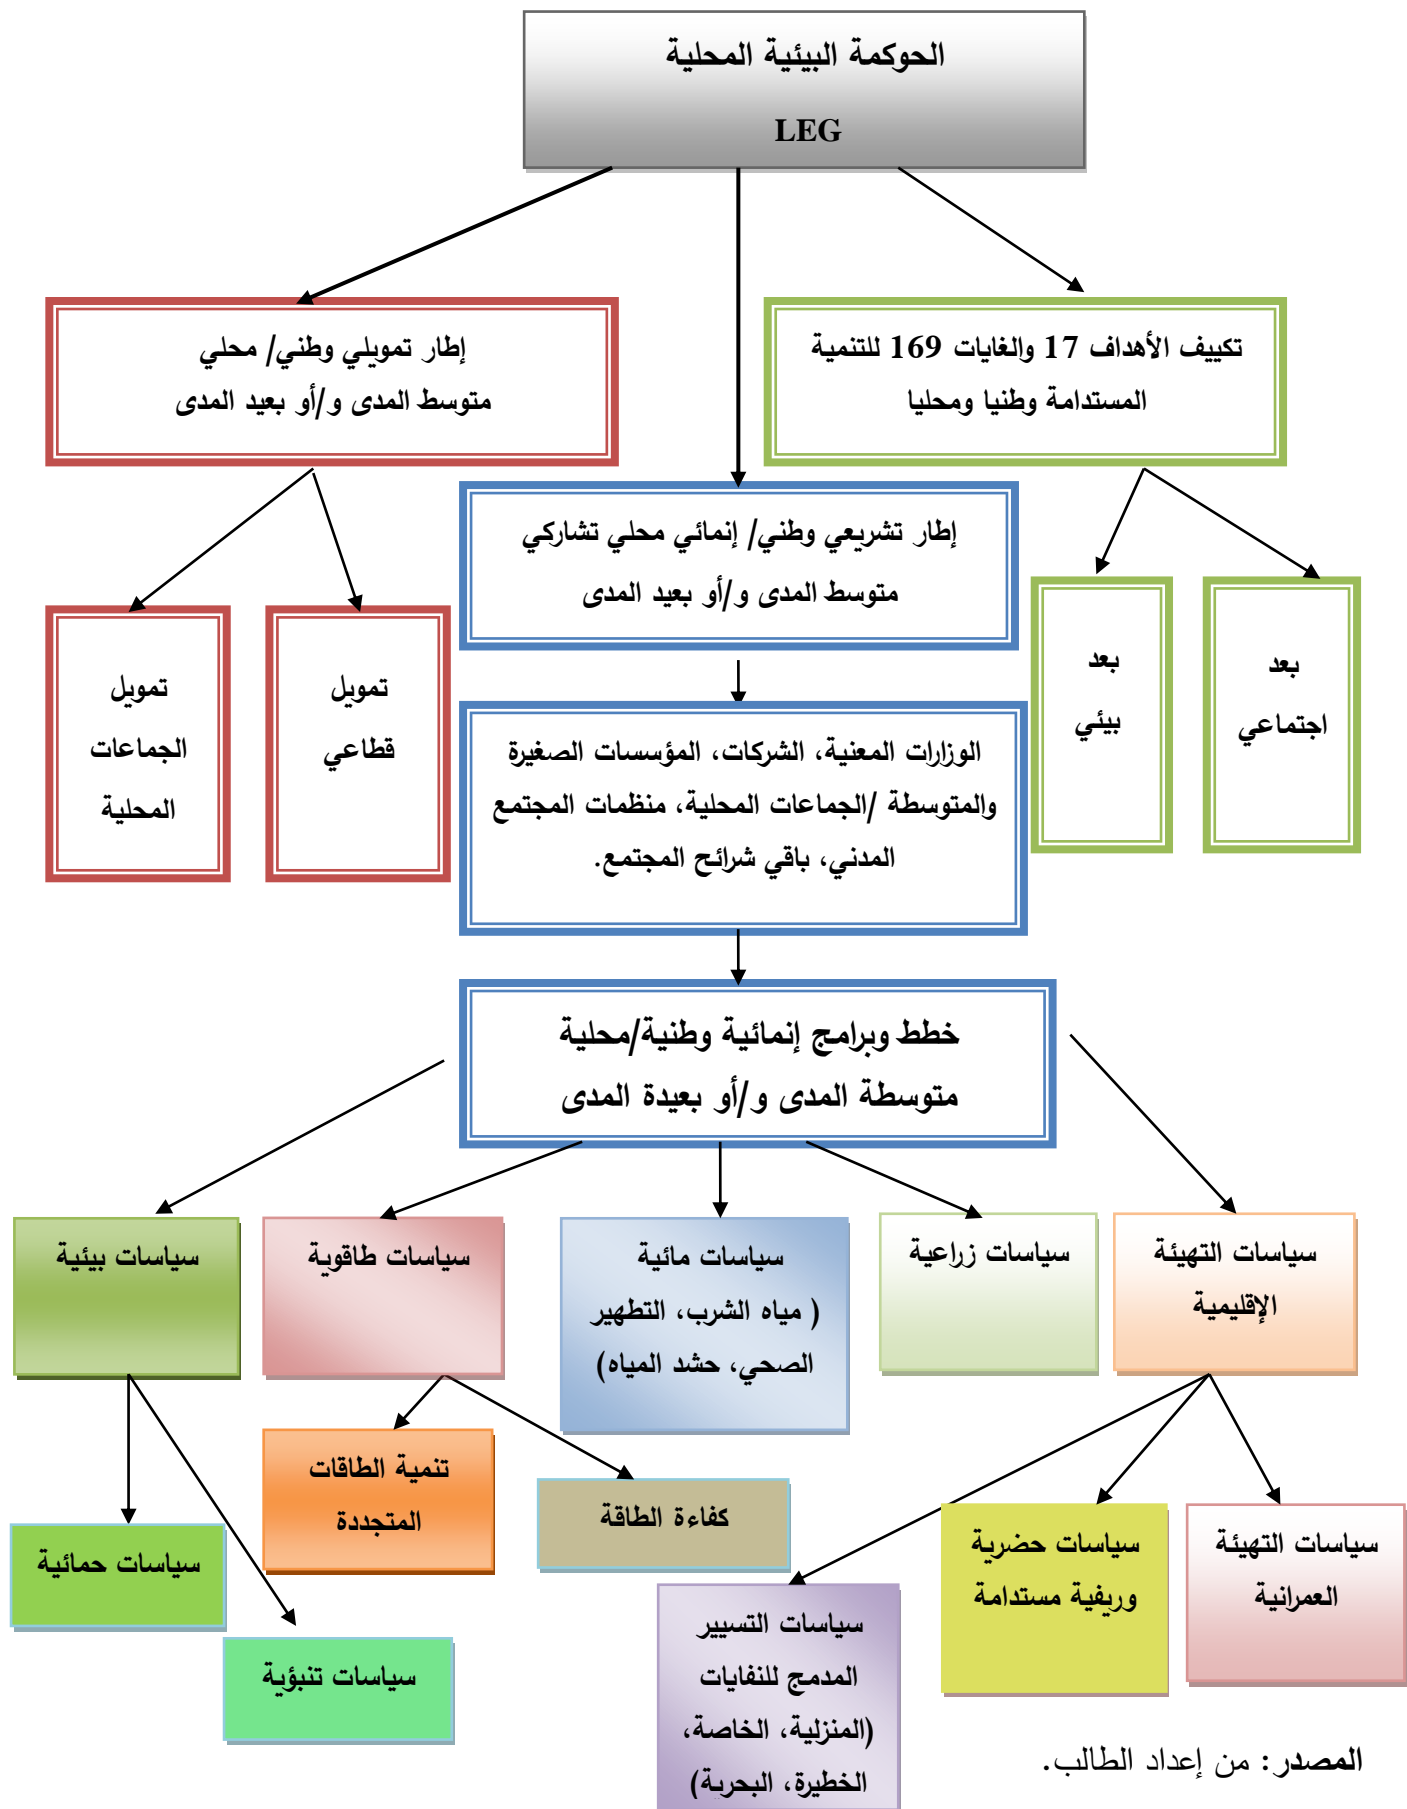 الحوكمة البيئية المحلية
LEG
تكييف الأهداف 17 والغايات 169 للتنمية
المستدامة وطنيا ومحليا
إطار تمويلي وطني/ محلي
متوسط المدى و/أو بعيد المدى
إطار تشريعي وطني/ إنمائي محلي تشاركي
متوسط المدى و/أو بعيد المدى
بعد
اجتماعي
بعد
بيئي
تمويل
قطاعي
تمويل
الجماعات
المحلية
الوزارات المعنية، الشركات، المؤسسات الصغيرة
والمتوسطة /الجماعات المحلية، منظمات المجتمع
المدني، باقي شرائح المجتمع.
خطط وبرامج إنمائية وطنية/محلية
متوسطة المدى و/أو بعيدة المدى
سياسات التهيئة
الإقليمية
سياسات زراعية
سياسات مائية
( مياه الشرب، التطهير
الصحي، حشد المياه)
سياسات طاقوية
سياسات بيئية
تنمية الطاقات
المتجددة
كفاءة الطاقة
سياسات التهيئة
العمرانية
سياسات حضرية
وريفية مستدامة
سياسات حمائية
سياسات تنبؤية
سياسات التسيير
المدمج للنفايات
(المنزلية، الخاصة،
الخطيرة، البحرية)
المصدر: من إعداد الطالب.